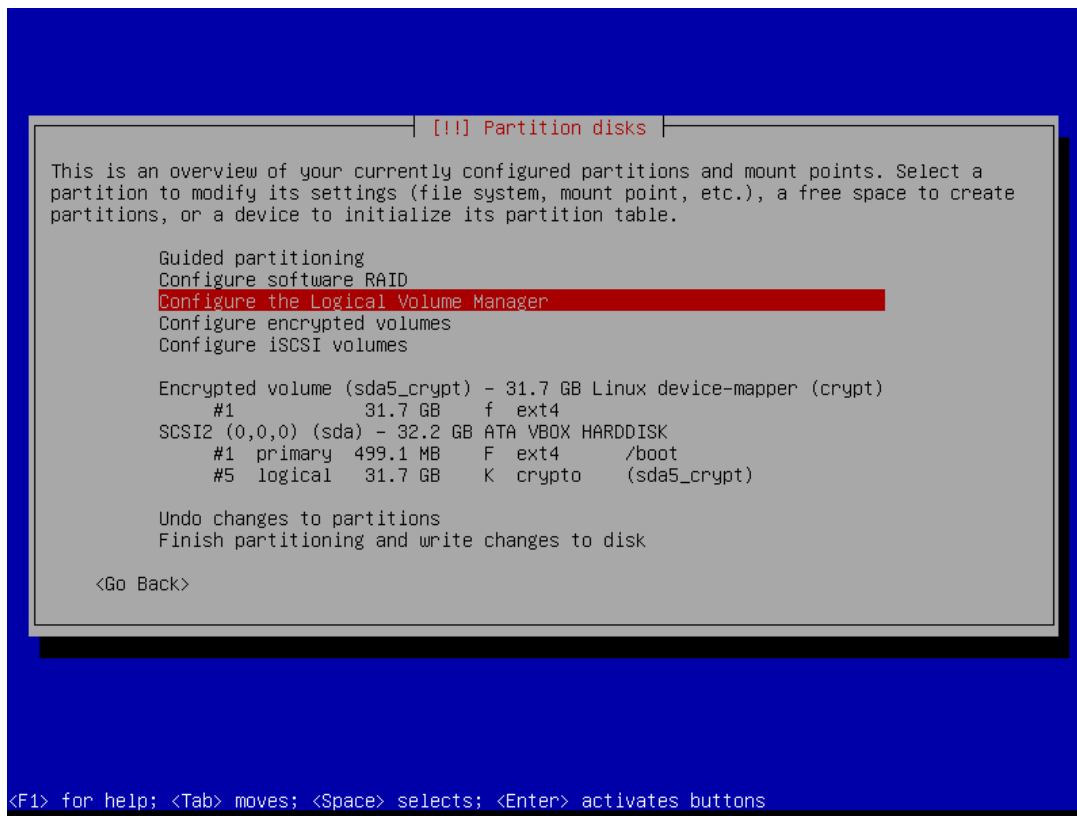 [!!] Partition disks
This is an overview of your currently configured partitions and mount points. Select a
partition to modify its settings (file system, mount point, etc.), a free space to create
partitions, or a device to initialize its partition table.
Guided partitioning
Configure software RAID
Configure the Logical Volume Manager
Configure encrypted volumes
Configure iSCSI volumes
Encrypted volume (sda5_crypt) – 31.7 GB Linux device-mapper (crypt)
#1 31.7 GB f ext4
SCSI2 (0,0,0) (sda) – 32.2 GB ATA VBOX HARDDISK
#1 primary 499.1 MB F ext4 /boot
#5 logical 31.7 GB K crypto (sda5_crypt)
Undo changes to partitions
Finish partitioning and write changes to disk
<Go Back>
<F1> for help; <Tab> moves; <Space> selects; <Enter> activates buttons